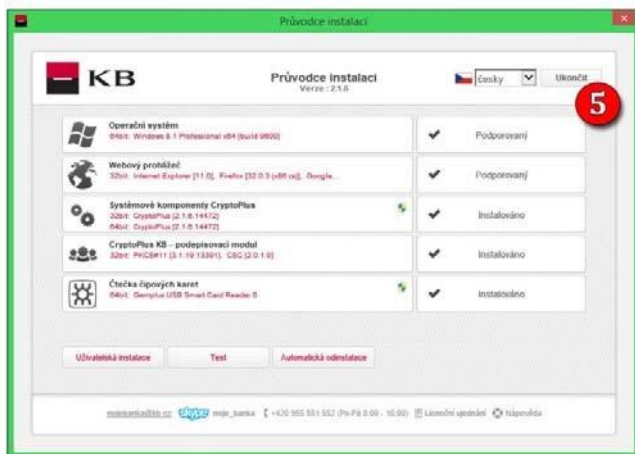 Průvodce instalací
KB
Průvodce instalací
Verze : 2.1.6
česky
Ukončit
5
Operační systém
64bit: Windows 8.1 Professional x64 (build 9600)
Podporovaný
Webový prohlížeč
32bit: Internet Explorer [11.0], Firefox [32.0.3 (x86 cs)], Google...
Podporovaný
Systémové komponenty CryptoPlus
32bit: CryptoPlus [2.1.6.14472]
64bit: CryptoPlus [2.1.6.14472]
Instalováno
CryptoPlus KB - podepisovací modul
32bit: PKCS#11 [3.1.19.13391], CSC [2.0.1.9]
Instalováno
Čtečka čipových karet
64bit: Gemplus USB Smart Card Reader 5
Instalováno
Uživatelská instalace
Test
Automatická odinstalace
mojebanka@kb.cz skype moje_banka +420 955 551 552 (Po-Pá 8:00 - 16:00) Licenční ujednání Nápověda